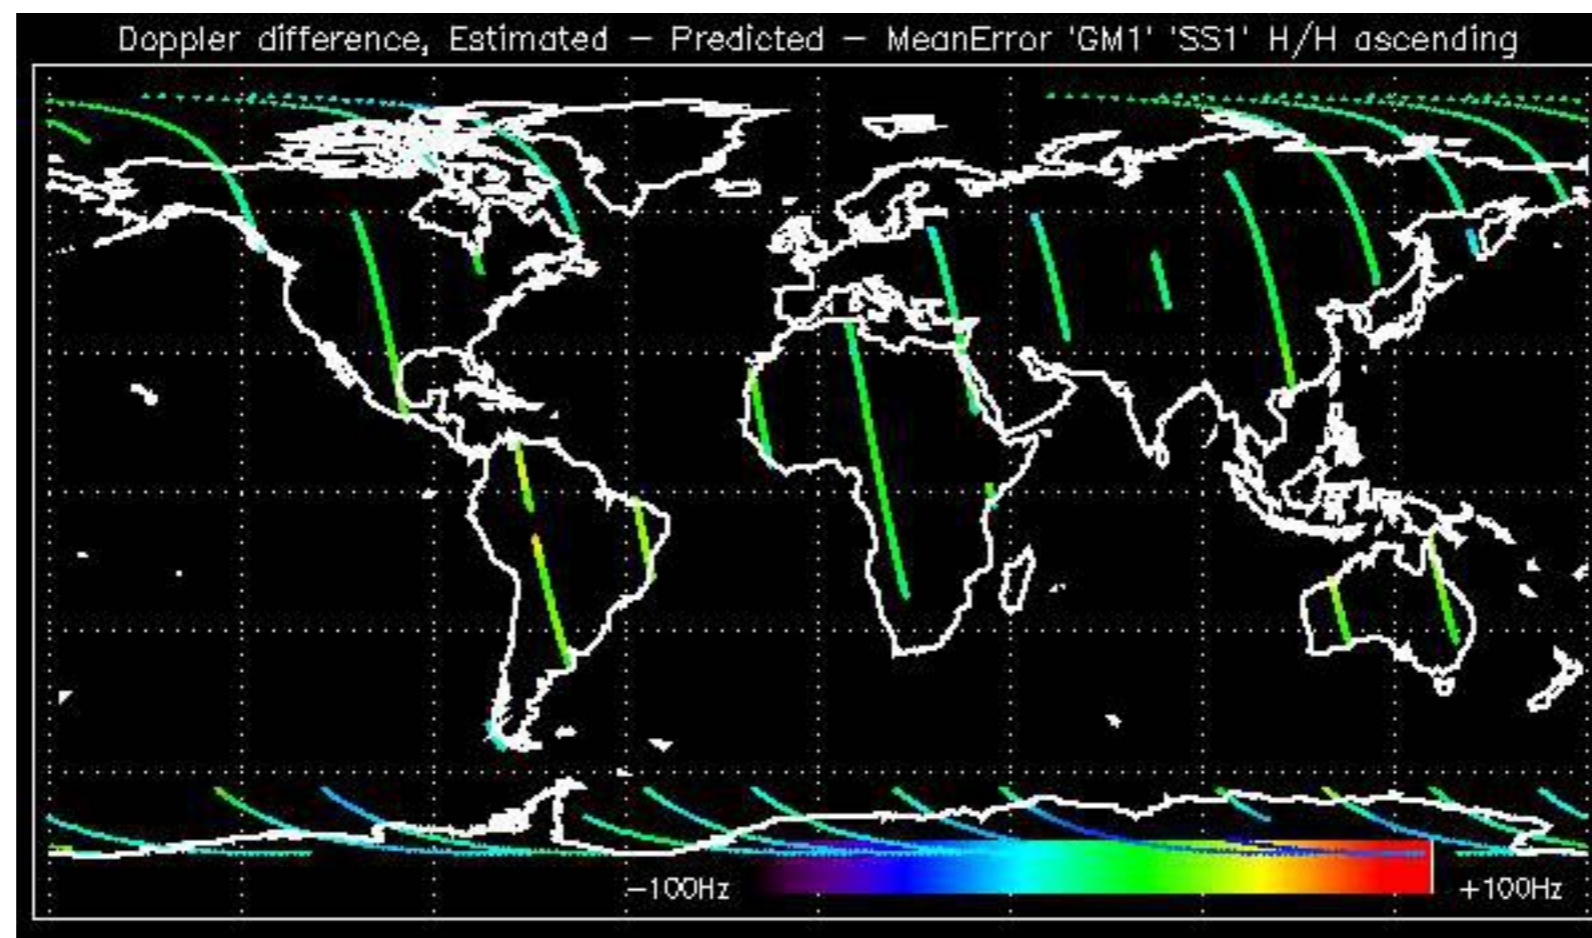 Doppler difference, Estimated – Predicted – MeanError 'GM1' 'SS1' H/H ascending
–100Hz
+100Hz